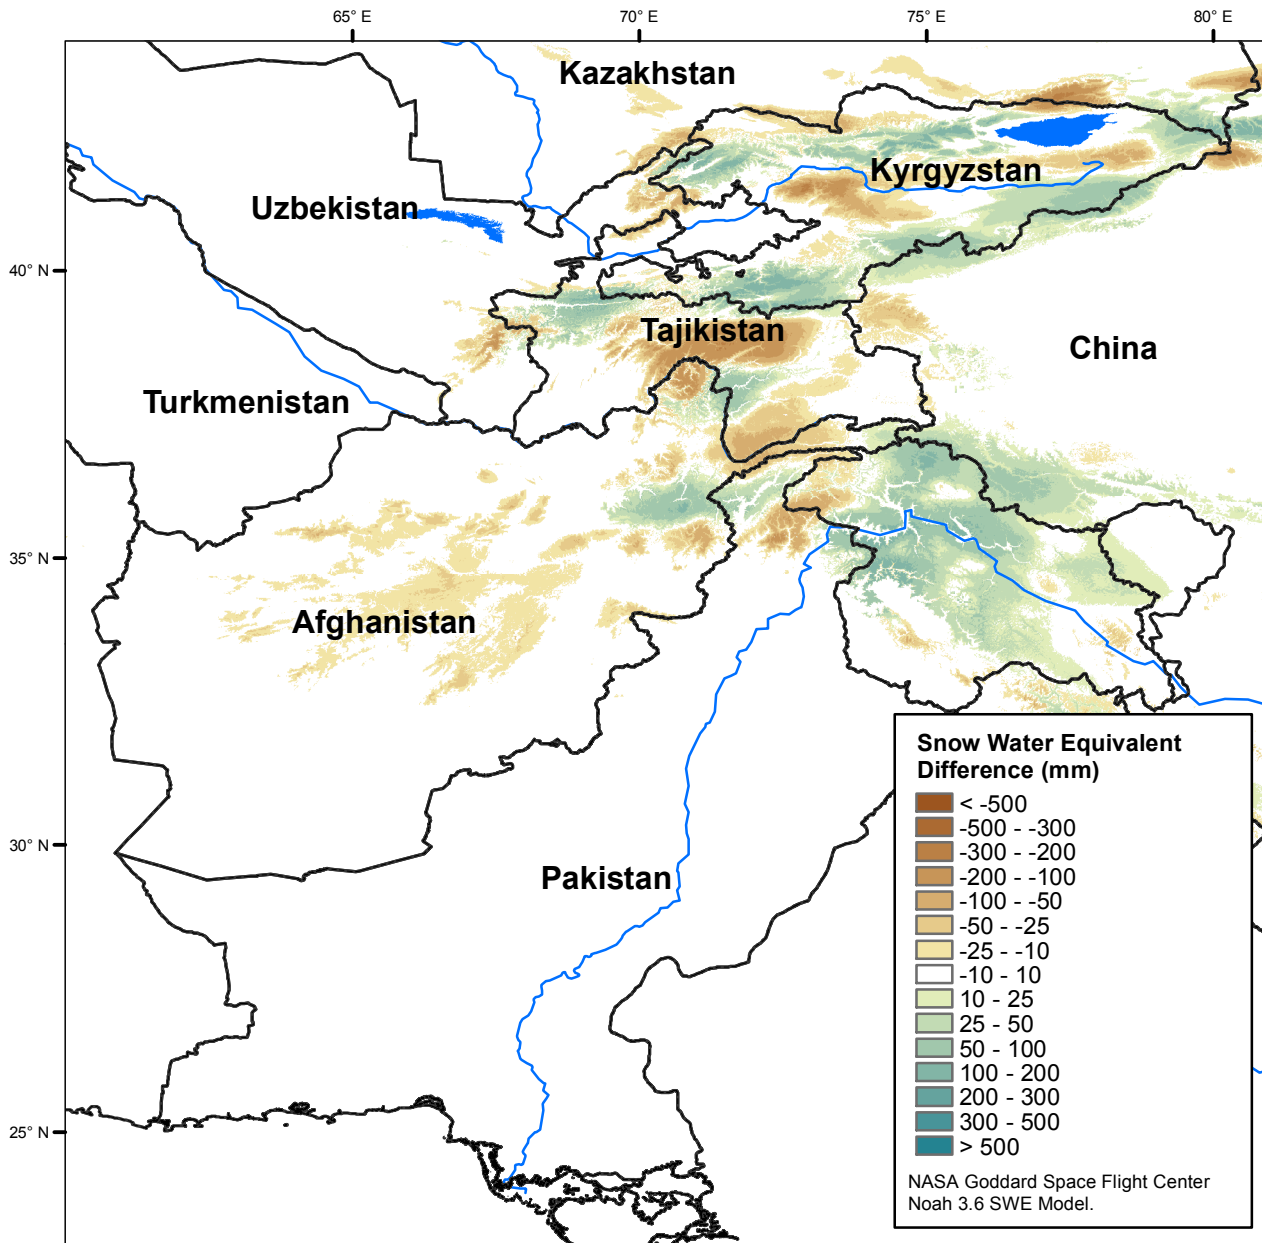 65° E
70° E
75° E
80° E
Kazakhstan
Kyrgyzstan
Uzbekistan
40° N
Tajikistan
China
Turkmenistan
35° N
Afghanistan
30° N
Pakistan
25° N
Snow Water Equivalent
Difference (mm)
< -500
-500 - -300
-300 - -200
-200 - -100
-100 - -50
-50 - -25
-25 - -10
-10 - 10
10 - 25
25 - 50
50 - 100
100 - 200
200 - 300
300 - 500
> 500
NASA Goddard Space Flight Center
Noah 3.6 SWE Model.